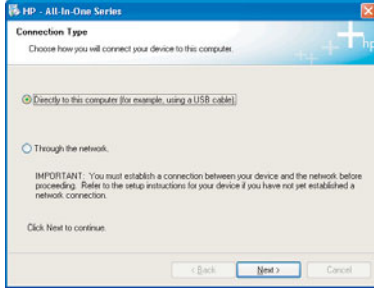 HP - All-In-One Series
Connection Type
Choose how you will connect your device to this computer.
hp
Directly to this computer (for example, using a USB cable).
Through the network.
IMPORTANT: You must establish a connection between your device and the network before
proceeding. Refer to the setup instructions for your device if you have not yet established a
network connection.
Click Next to continue.
< Back
Next >
Cancel